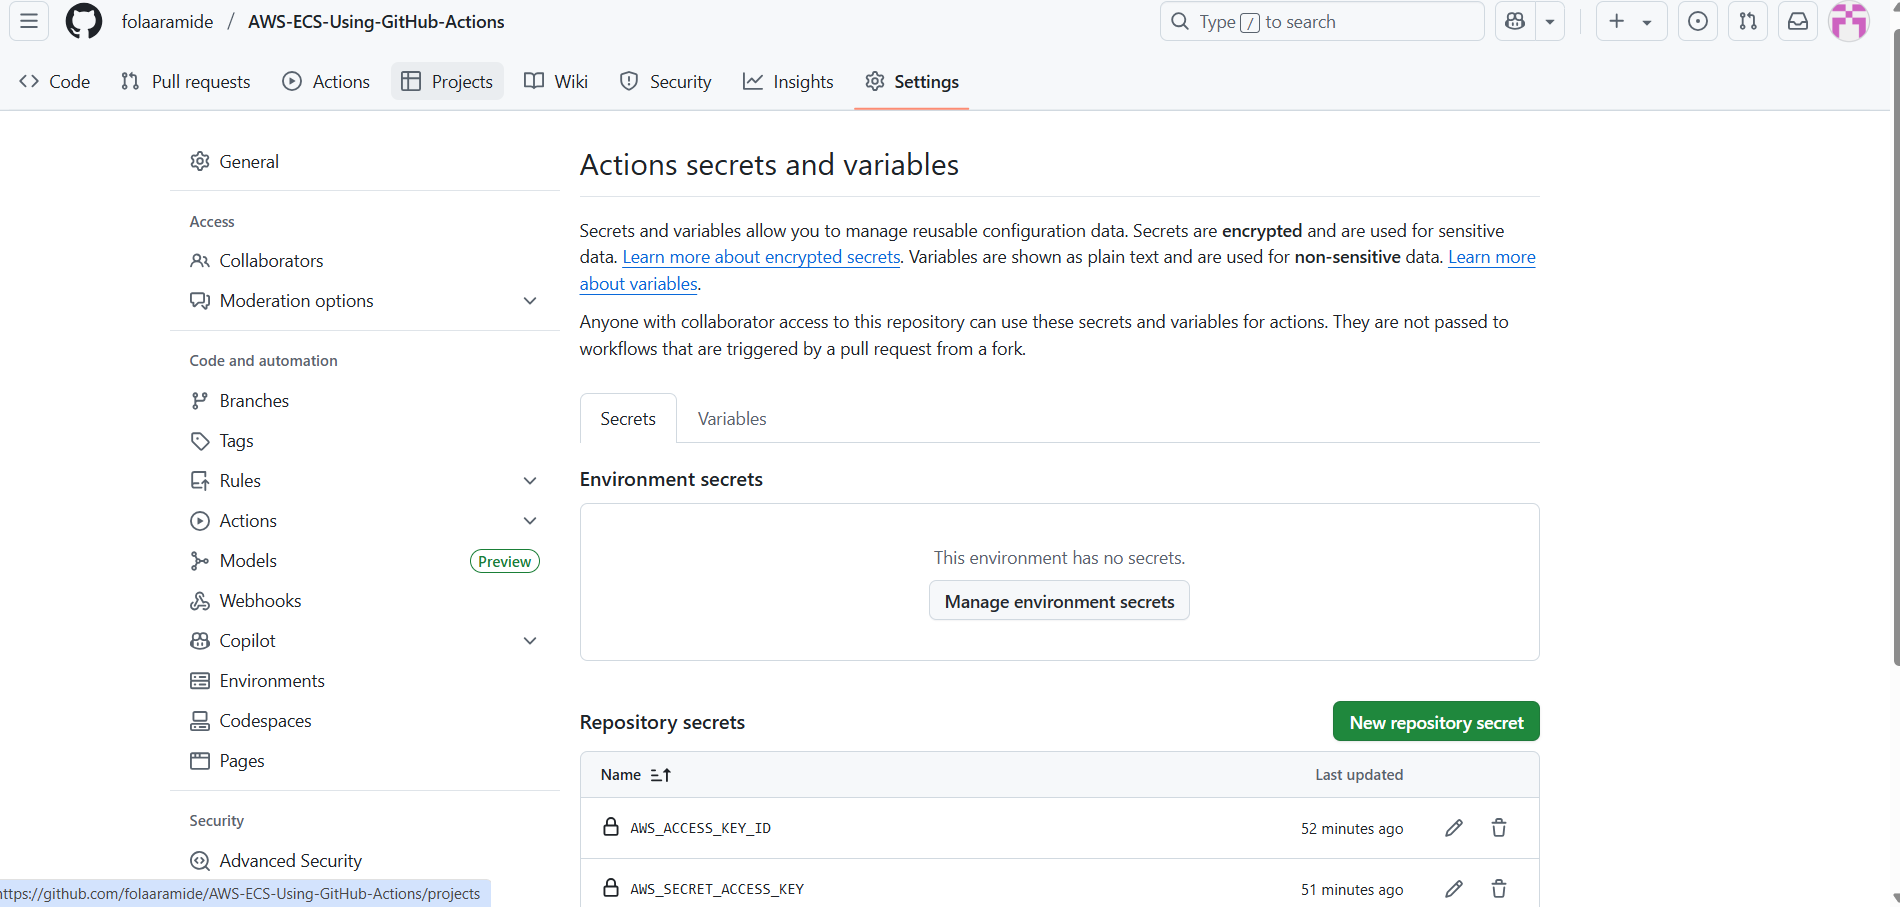 folaaramide / AWS-ECS-Using-GitHub-Actions
Type / to search
Code
Pull requests
Actions
Projects
Wiki
Security
Insights
Settings
General
Access
Collaborators
Moderation options
Code and automation
Branches
Tags
Rules
Actions
Models
Preview
Webhooks
Copilot
Environments
Codespaces
Pages
Security
Advanced Security
https://github.com/folaaramide/AWS-ECS-Using-GitHub-Actions/projects
Actions secrets and variables
Secrets and variables allow you to manage reusable configuration data. Secrets are encrypted and are used for sensitive
data. Learn more about encrypted secrets. Variables are shown as plain text and are used for non-sensitive data. Learn more
about variables.
Anyone with collaborator access to this repository can use these secrets and variables for actions. They are not passed to
workflows that are triggered by a pull request from a fork.
Secrets
Variables
Environment secrets
This environment has no secrets.
Manage environment secrets
Repository secrets
New repository secret
Name
Last updated
AWS_ACCESS_KEY_ID
52 minutes ago
AWS_SECRET_ACCESS_KEY
51 minutes ago